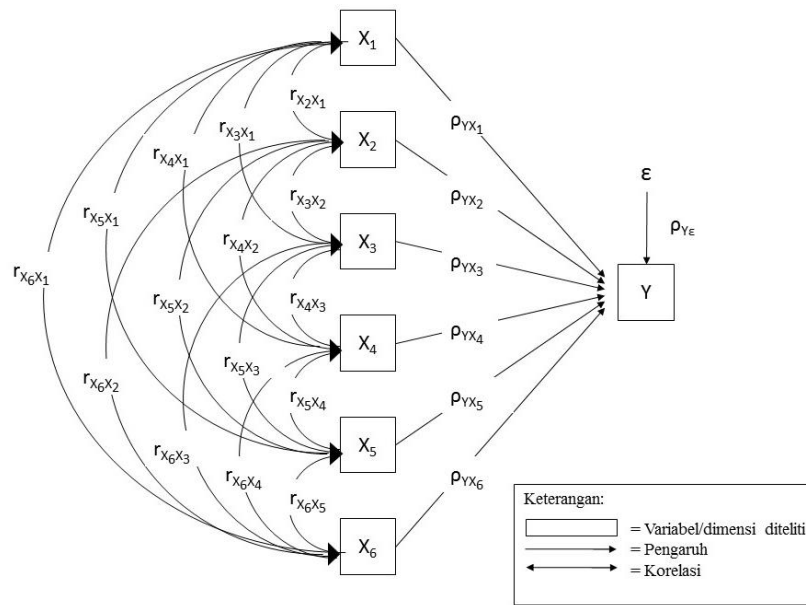 X1
X2
X3
X4
X5
X6
rX2X1
rX3X1
rX4X1
rX5X1
rX6X1
rX3X2
rX4X2
rX5X2
rX6X2
rX4X3
rX5X3
rX6X3
rX5X4
rX6X4
rX6X5
ρYX1
ρYX2
ρYX3
ρYX4
ρYX5
ρYX6
ε
ρYε
Y
Keterangan:
= Variabel/dimensi diteliti
= Pengaruh
= Korelasi